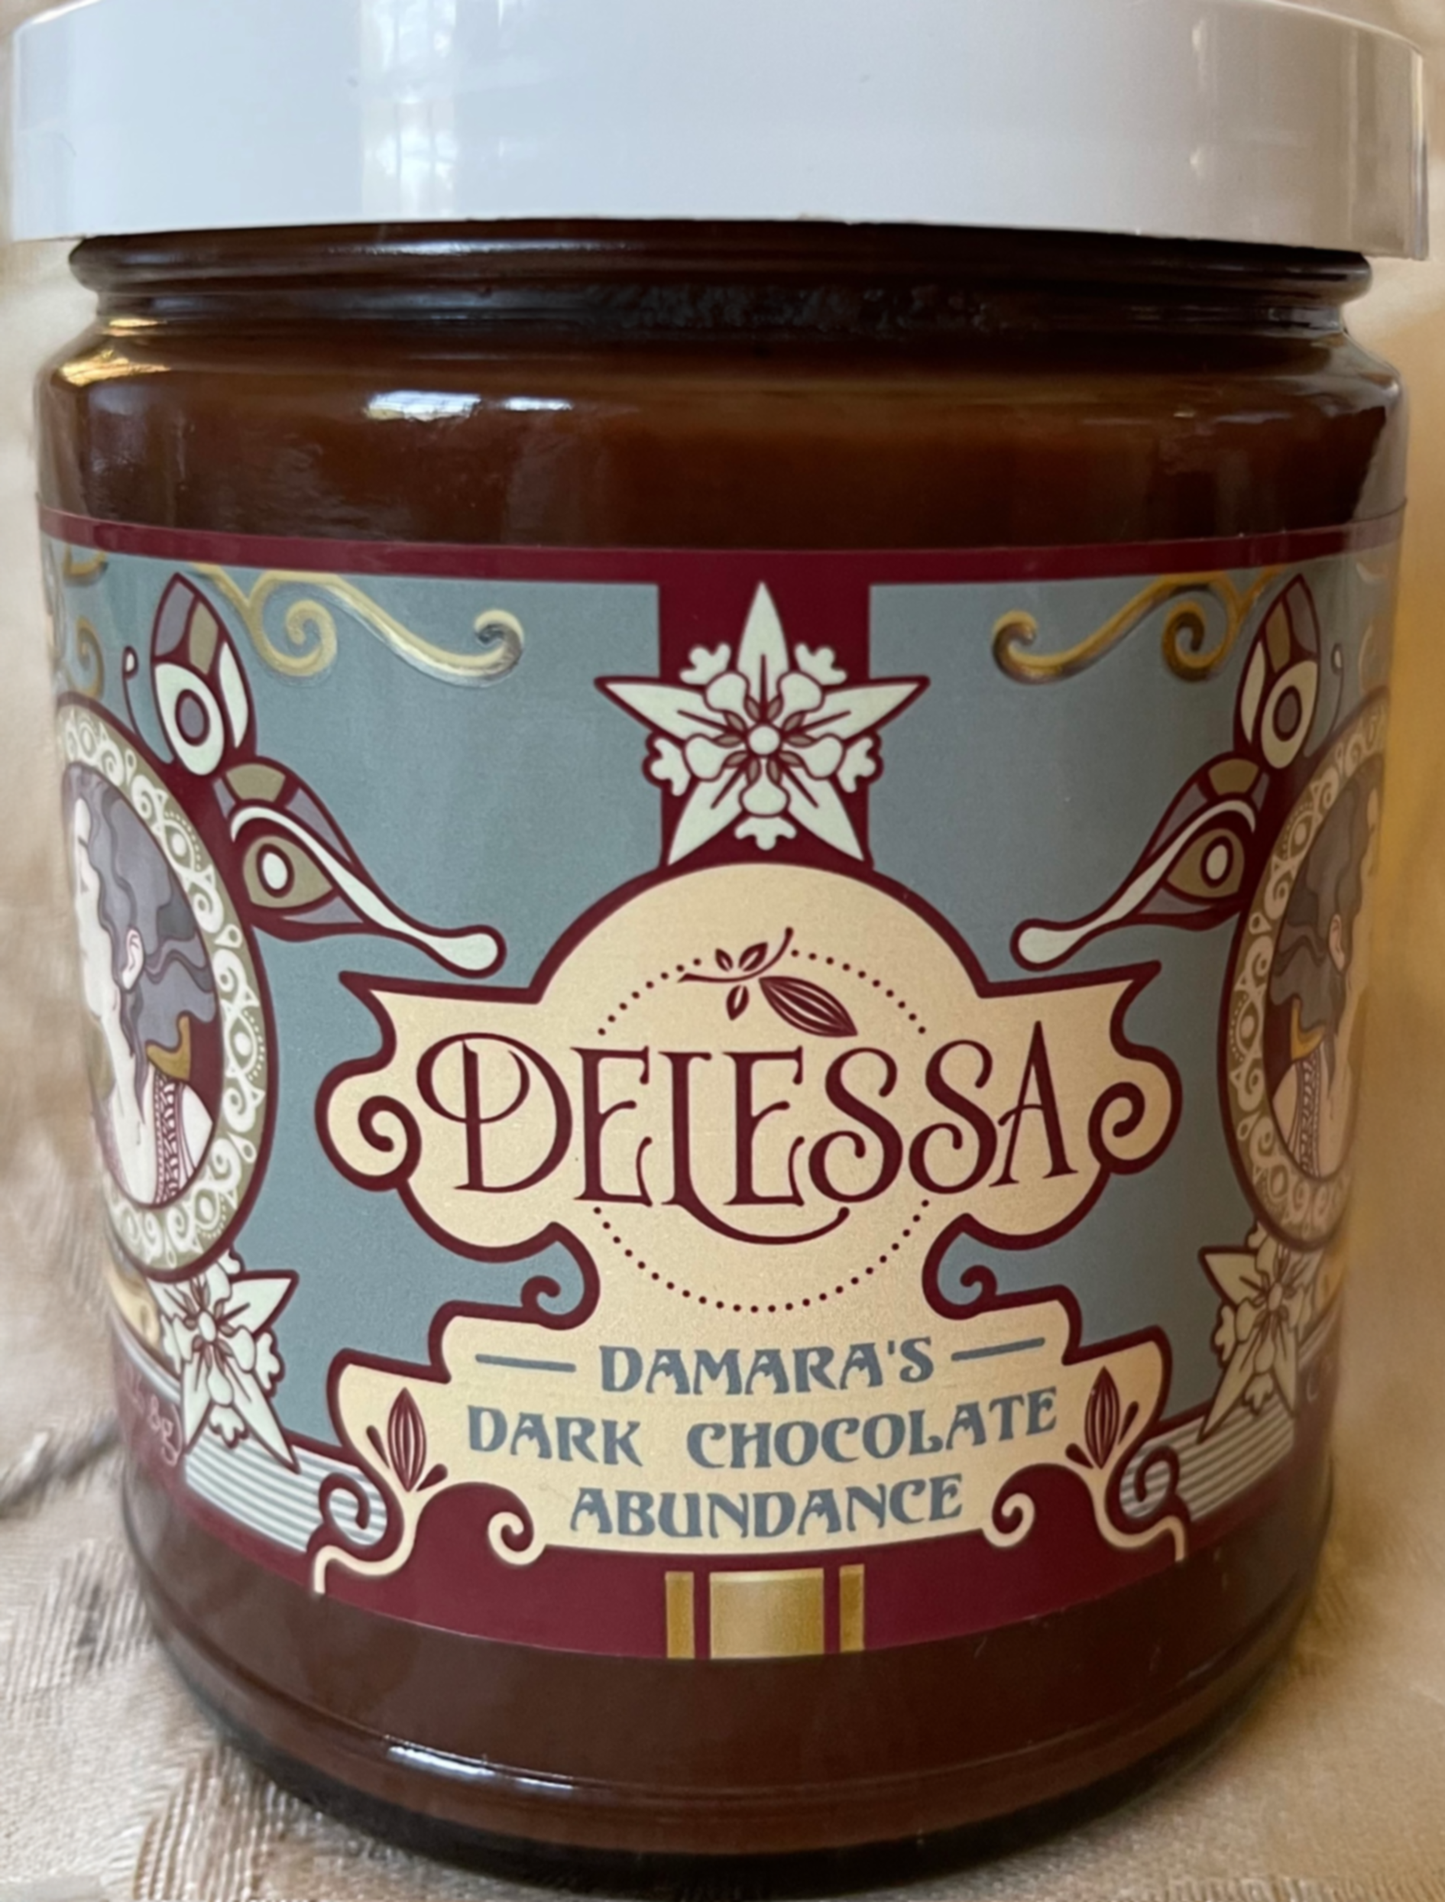 DELESSA
DAMARA'S
DARK CHOCOLATE
ABUNDANCE